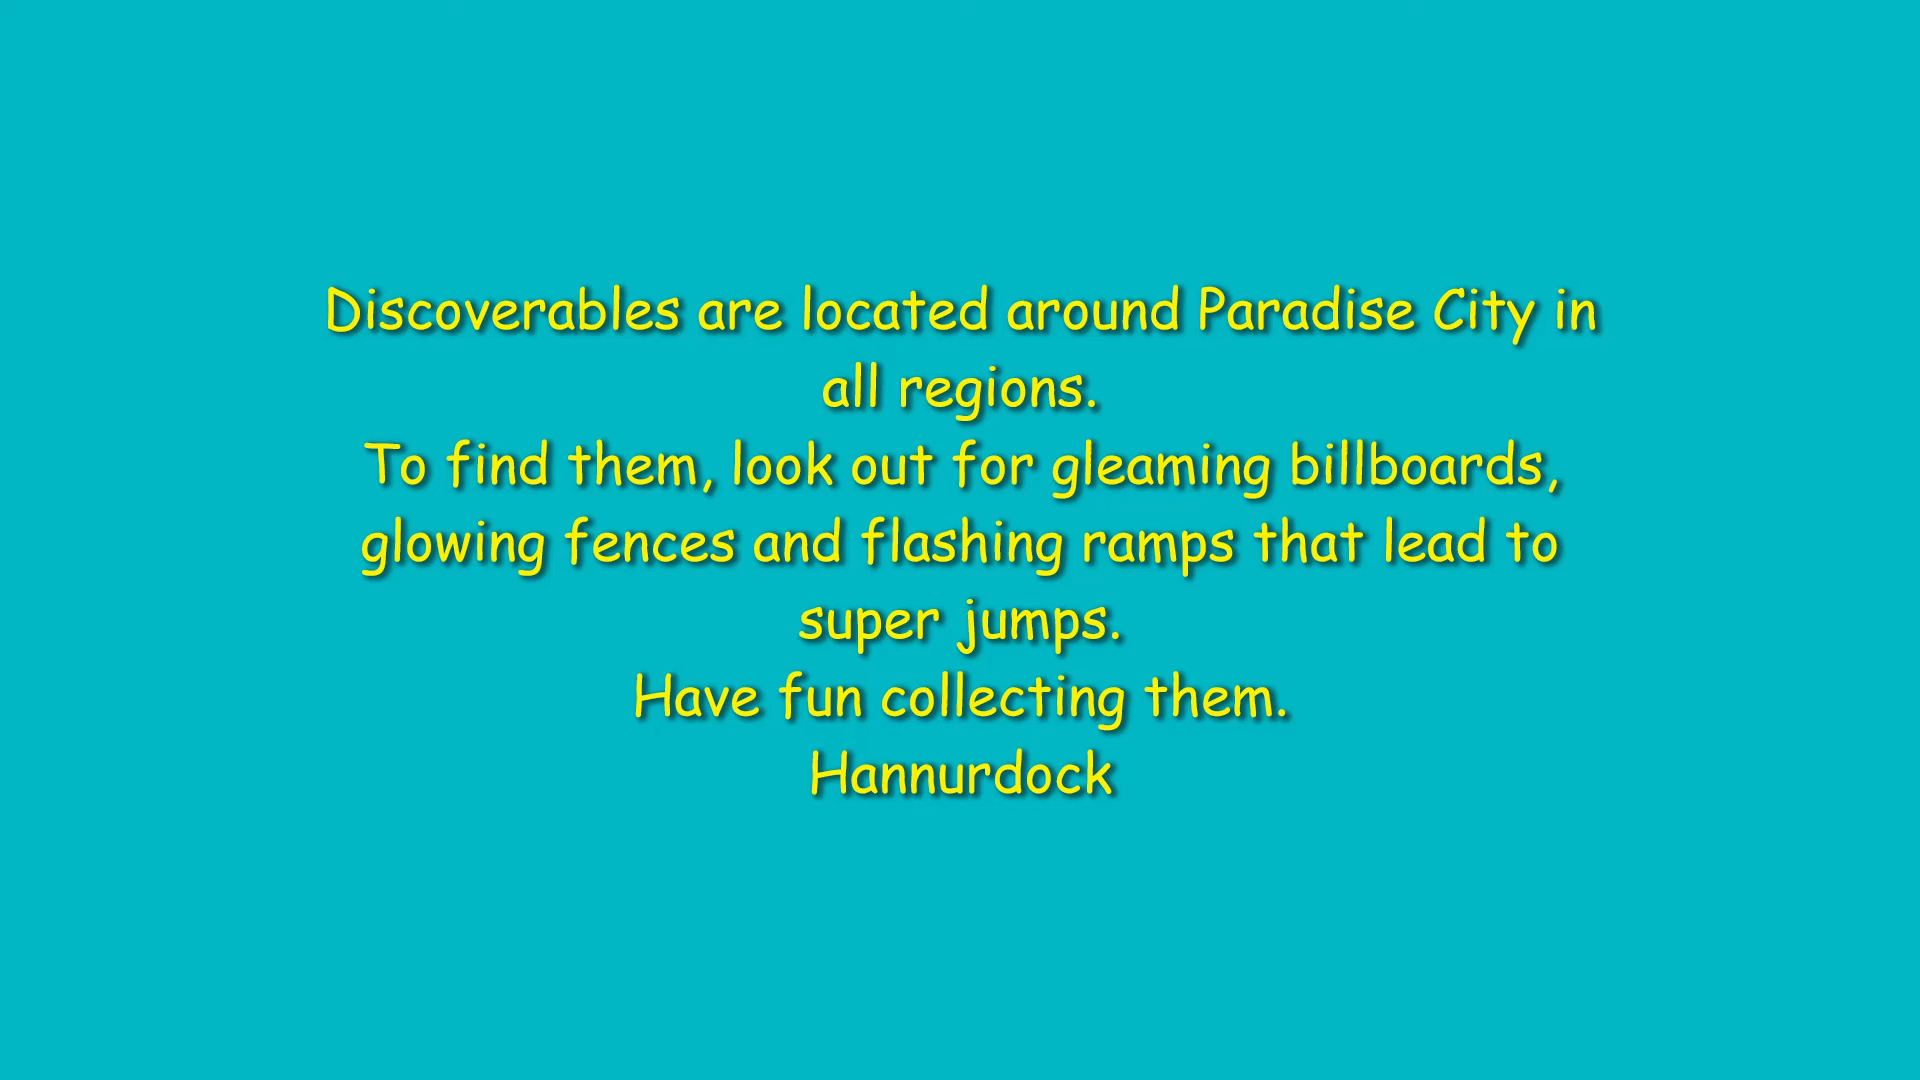 Discoverables are located around Paradise City in
all regions.
To find them, look out for gleaming billboards,
glowing fences and flashing ramps that lead to
super jumps.
Have fun collecting them.
Hannurdock